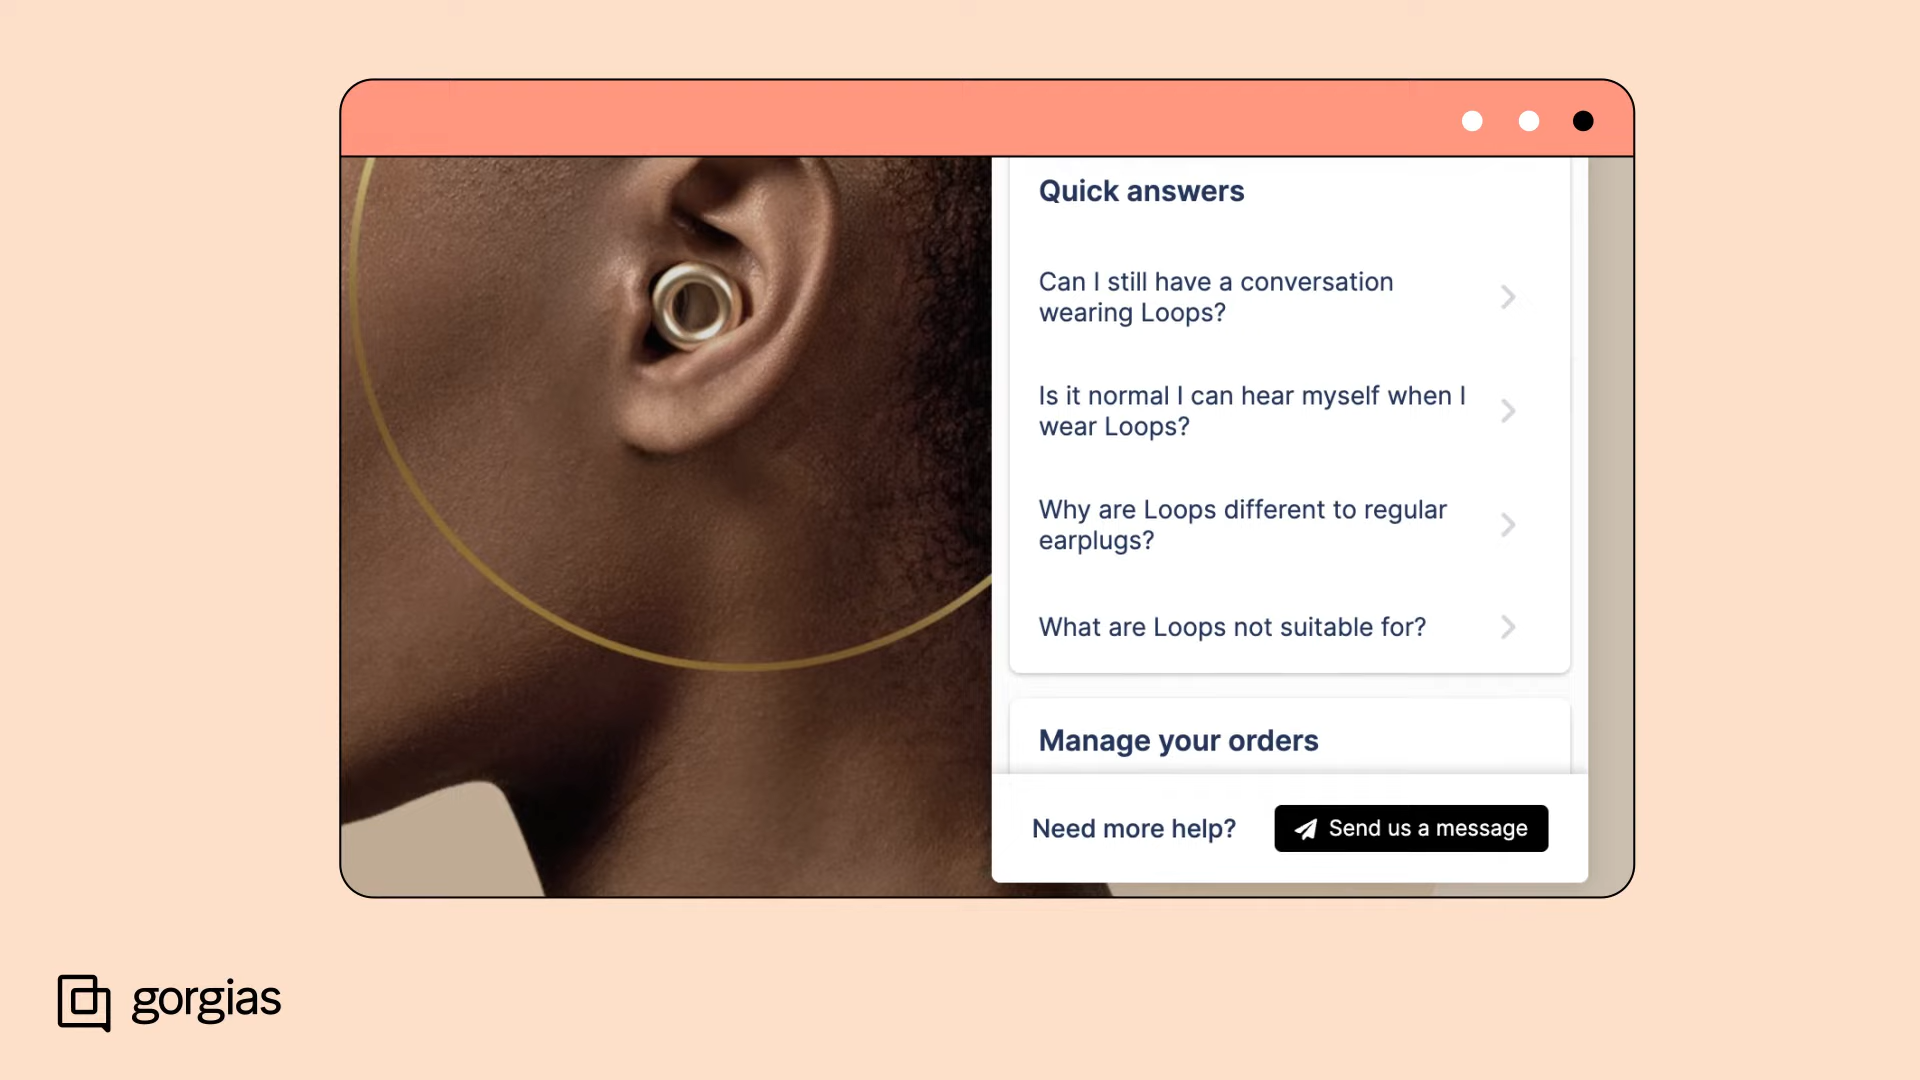 Quick answers
Can I still have a conversation
wearing Loops?
Is it normal I can hear myself when I
wear Loops?
Why are Loops different to regular
earplugs?
What are Loops not suitable for?
Manage your orders
Need more help?
Send us a message
gorgias